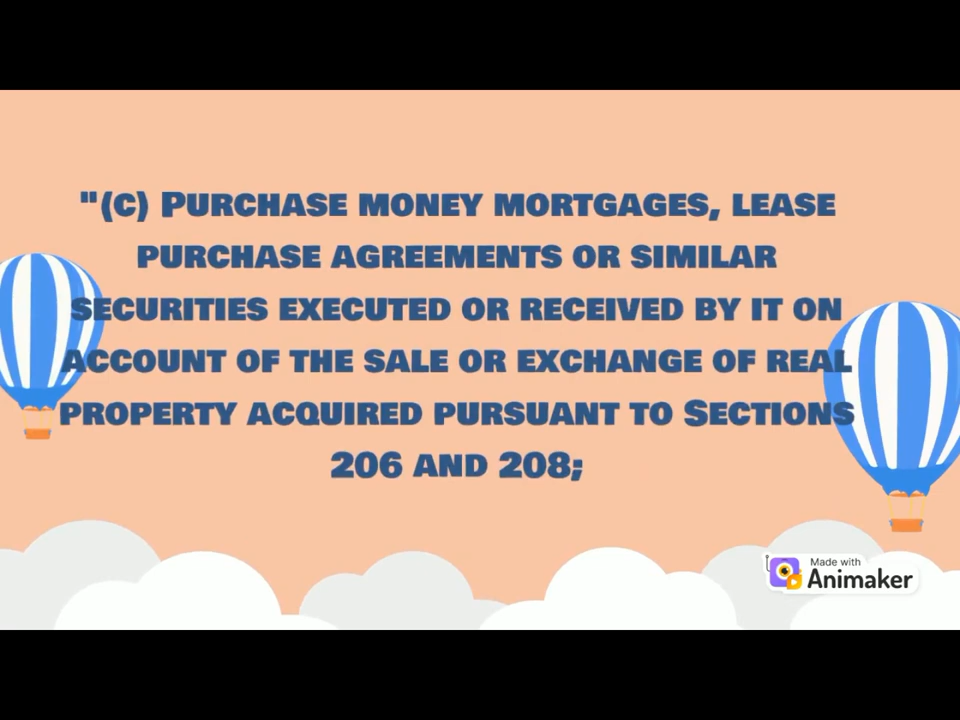 "(c) Purchase money mortgages, lease
purchase agreements or similar
securities executed or received by it on
account of the sale or exchange of real
property acquired pursuant to Sections
206 and 208;
Made with
Animaker